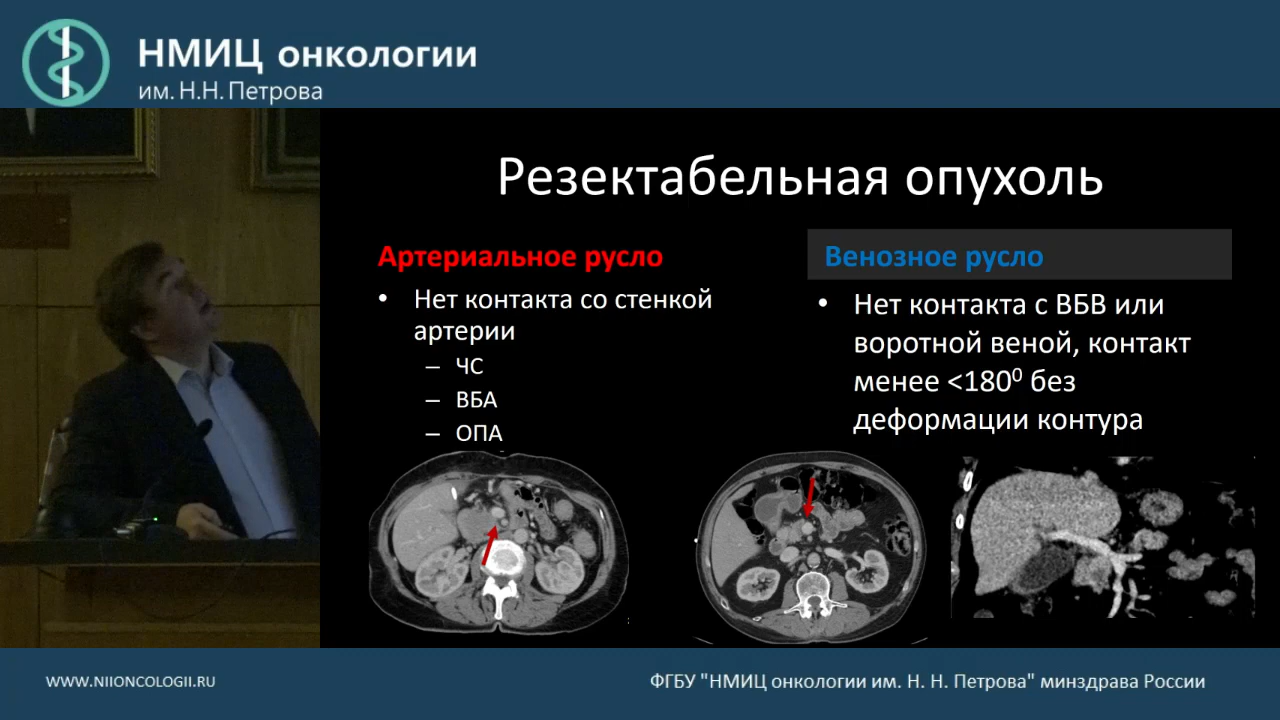 НМИЦ онкологии
им. Н.Н. Петрова
Резектабельная опухоль
Артериальное русло
• Нет контакта со стенкой
артерии
– ЧС
– ВБА
– ОПА
Венозное русло
• Нет контакта с ВБВ или
воротной веной, контакт
менее <180⁰ без
деформации контура
WWW.NIIONCOLOGII.RU
ФГБУ "НМИЦ онкологии им. Н. Н. Петрова" минздрава России